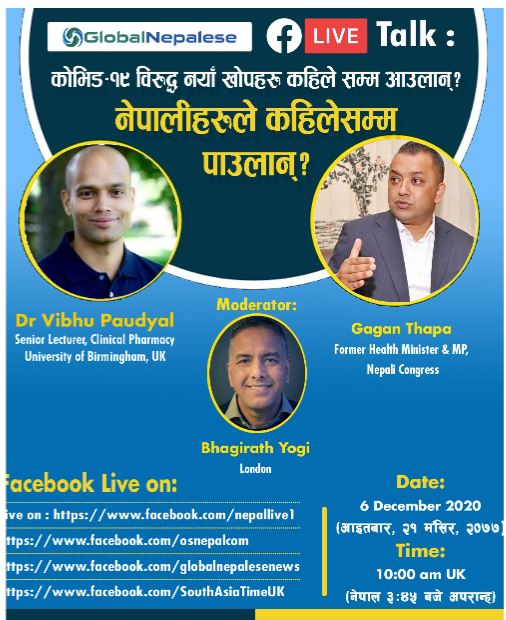 GlobalNepalese
LIVE Talk :
कोभिड-१९ विरुद्ध नयाँ खोपहरु कहिले सम्म आउलान्?
नेपालीहरुले कहिलेसम्म
पाउलान्?
Dr Vibhu Paudyal
Senior Lecturer, Clinical Pharmacy
University of Birmingham, UK
Moderator:
Bhagirath Yogi
London
Gagan Thapa
Former Health Minister & MP,
Nepali Congress
Facebook Live on:
ive on : https://www.facebook.com/nepallive1
ttps://www.facebook.com/osnepalcom
ttps://www.facebook.com/globalnepalesenews
ttps://www.facebook.com/SouthAsiaTimeUK
Date:
6 December 2020
(आइतबार, २१ मंसिर, २०७७)
Time:
10:00 am UK
(नेपाल ३:४५ बजे अपरान्ह)